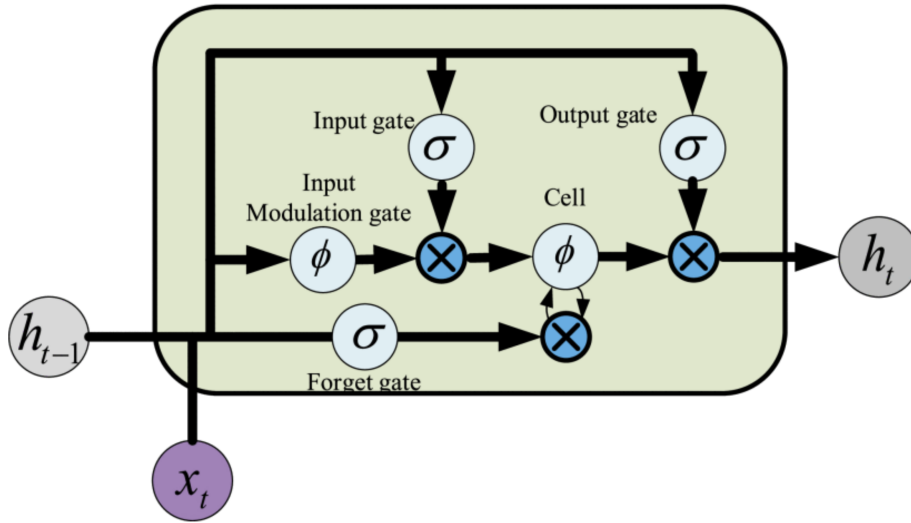 Input gate
σ
Output gate
σ
Input
Modulation gate
ϕ
Cell
ϕ
h_t
h_{t-1}
σ
Forget gate
x_t